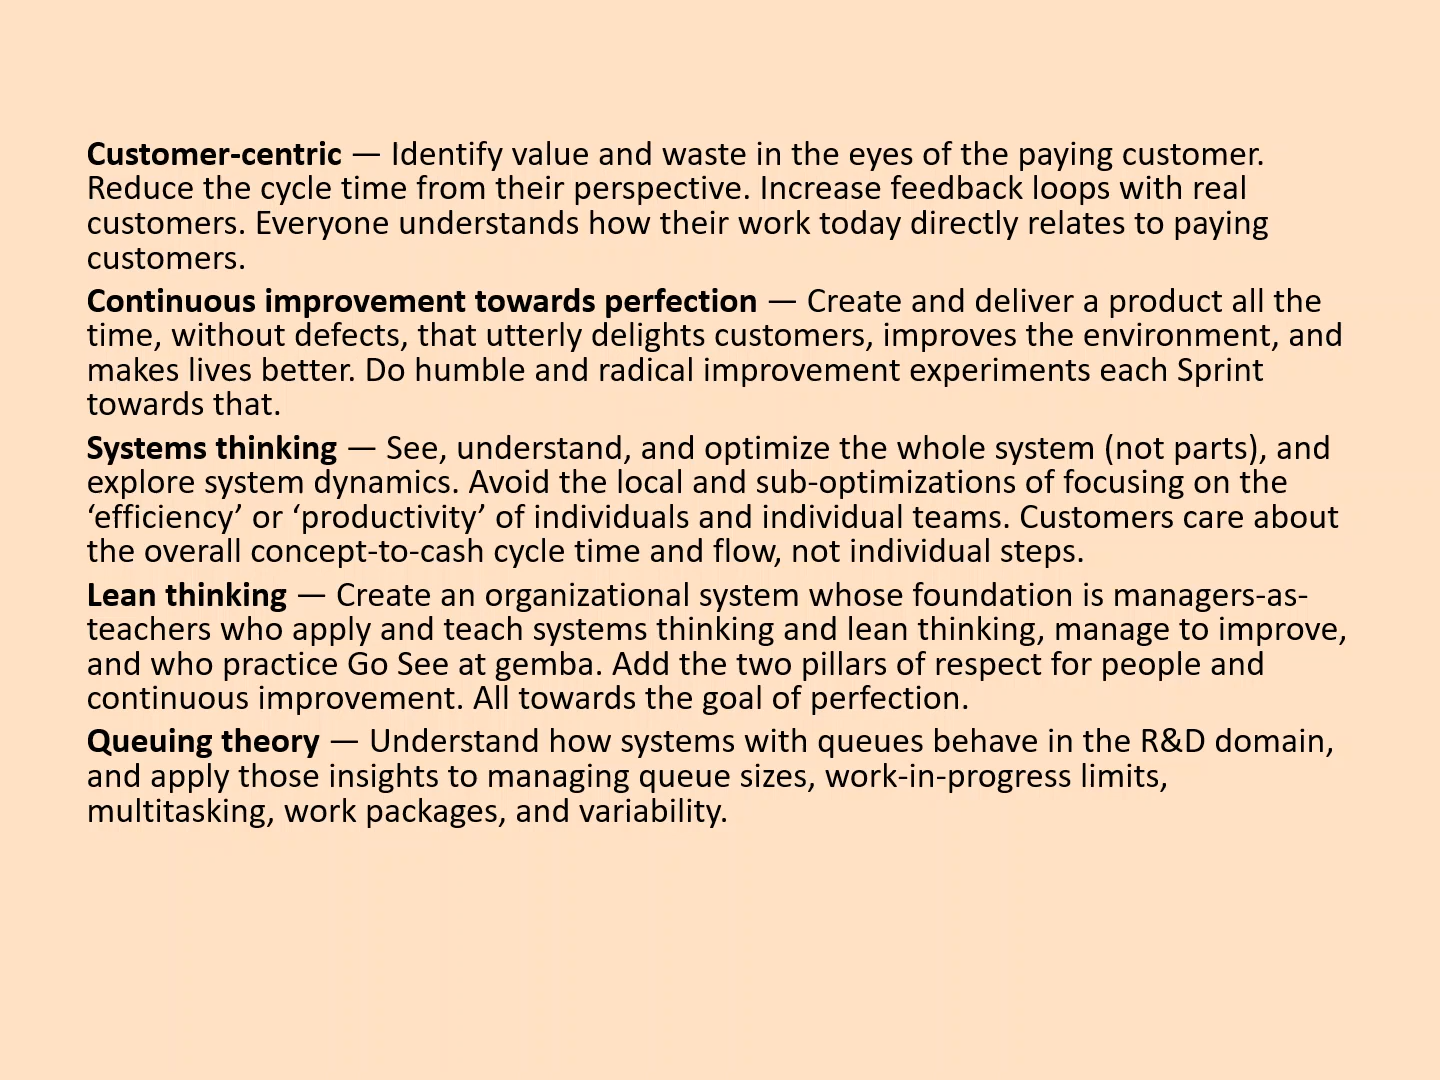 Customer-centric — Identify value and waste in the eyes of the paying customer.
Reduce the cycle time from their perspective. Increase feedback loops with real
customers. Everyone understands how their work today directly relates to paying
customers.
Continuous improvement towards perfection — Create and deliver a product all the
time, without defects, that utterly delights customers, improves the environment, and
makes lives better. Do humble and radical improvement experiments each Sprint
towards that.
Systems thinking — See, understand, and optimize the whole system (not parts), and
explore system dynamics. Avoid the local and sub-optimizations of focusing on the
‘efficiency’ or ‘productivity’ of individuals and individual teams. Customers care about
the overall concept-to-cash cycle time and flow, not individual steps.
Lean thinking — Create an organizational system whose foundation is managers-as-
teachers who apply and teach systems thinking and lean thinking, manage to improve,
and who practice Go See at gemba. Add the two pillars of respect for people and
continuous improvement. All towards the goal of perfection.
Queuing theory — Understand how systems with queues behave in the R&D domain,
and apply those insights to managing queue sizes, work-in-progress limits,
multitasking, work packages, and variability.